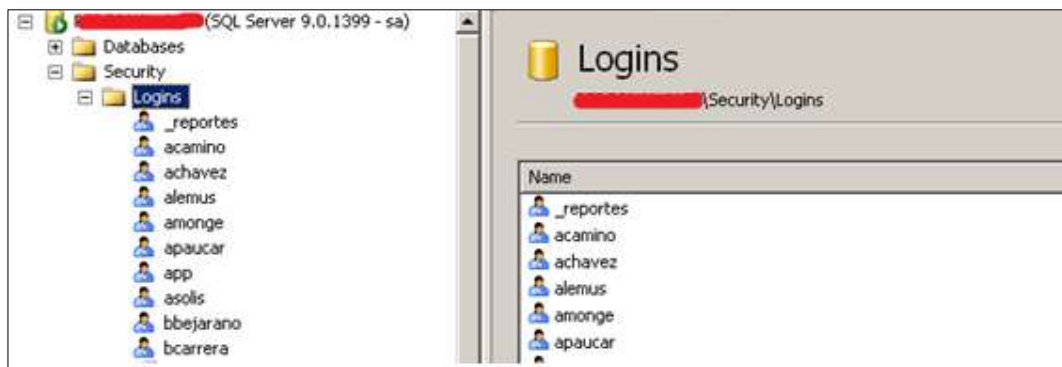 (SQL Server 9.0.1399 - sa)
Databases
Security
Logins
_reportes
acamino
achavez
alemus
amonge
apaucar
app
asolis
bbejarano
bcarrera
Logins
\Security\Logins
Name
_reportes
acamino
achavez
alemus
amonge
apaucar